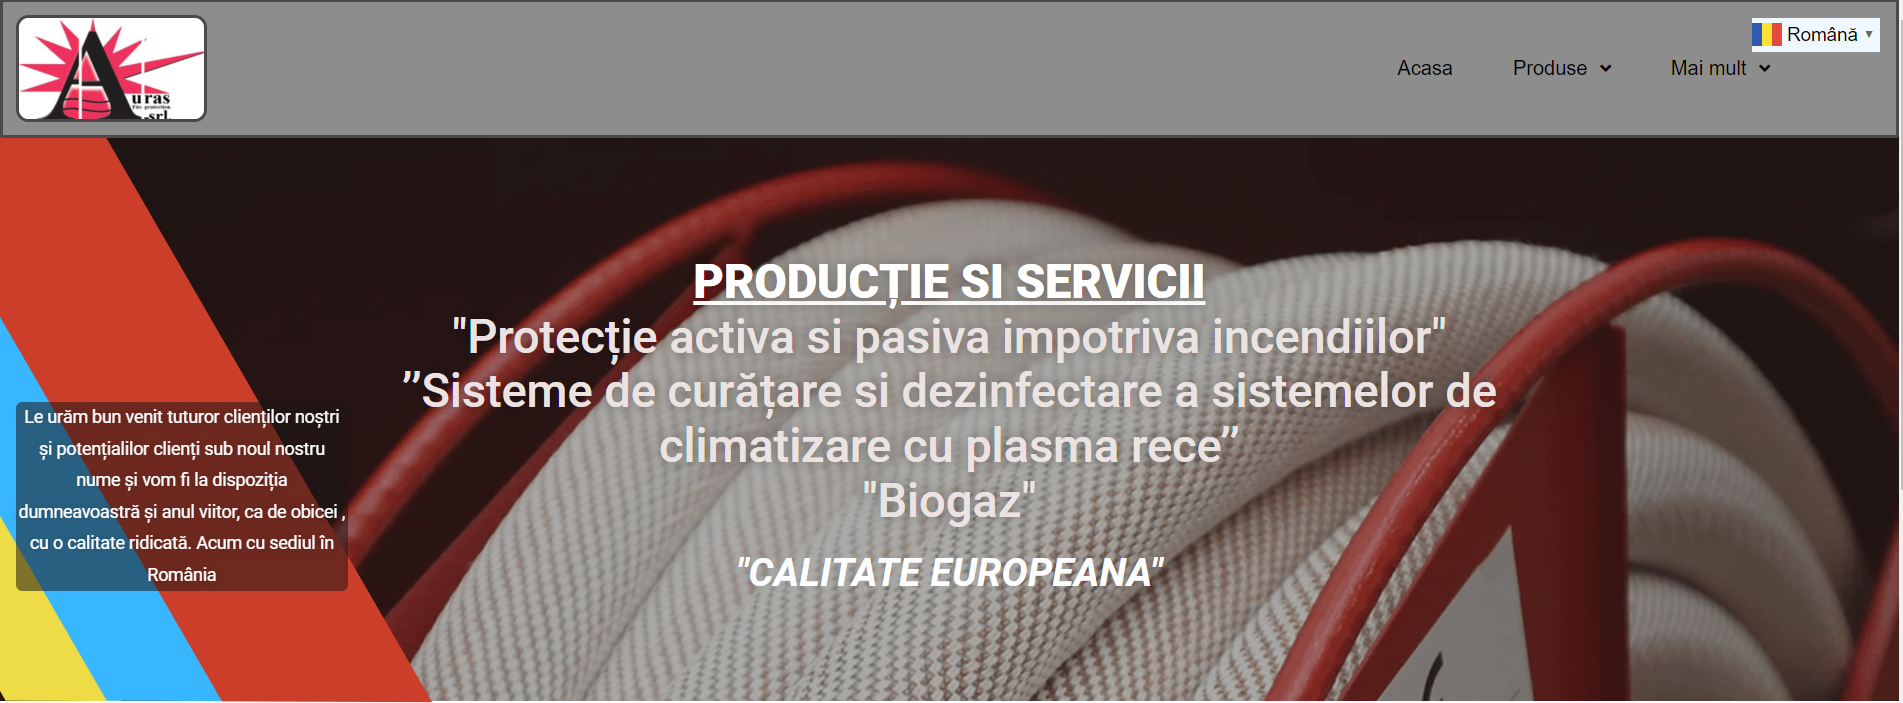 A
uras
Fire protection
srl.
Română
Acasa
Produse
Mai mult
PRODUCȚIE SI SERVICII
"Protecție activa si pasiva impotriva incendiilor"
”Sisteme de curățare si dezinfectare a sistemelor de
climatizare cu plasma rece”
"Biogaz"
"CALITATE EUROPEANA"
Le urăm bun venit tuturor clienților noștri
și potențialilor clienți sub noul nostru
nume și vom fi la dispoziția
dumneavoastră și anul viitor, ca de obicei ,
cu o calitate ridicată. Acum cu sediul în
România